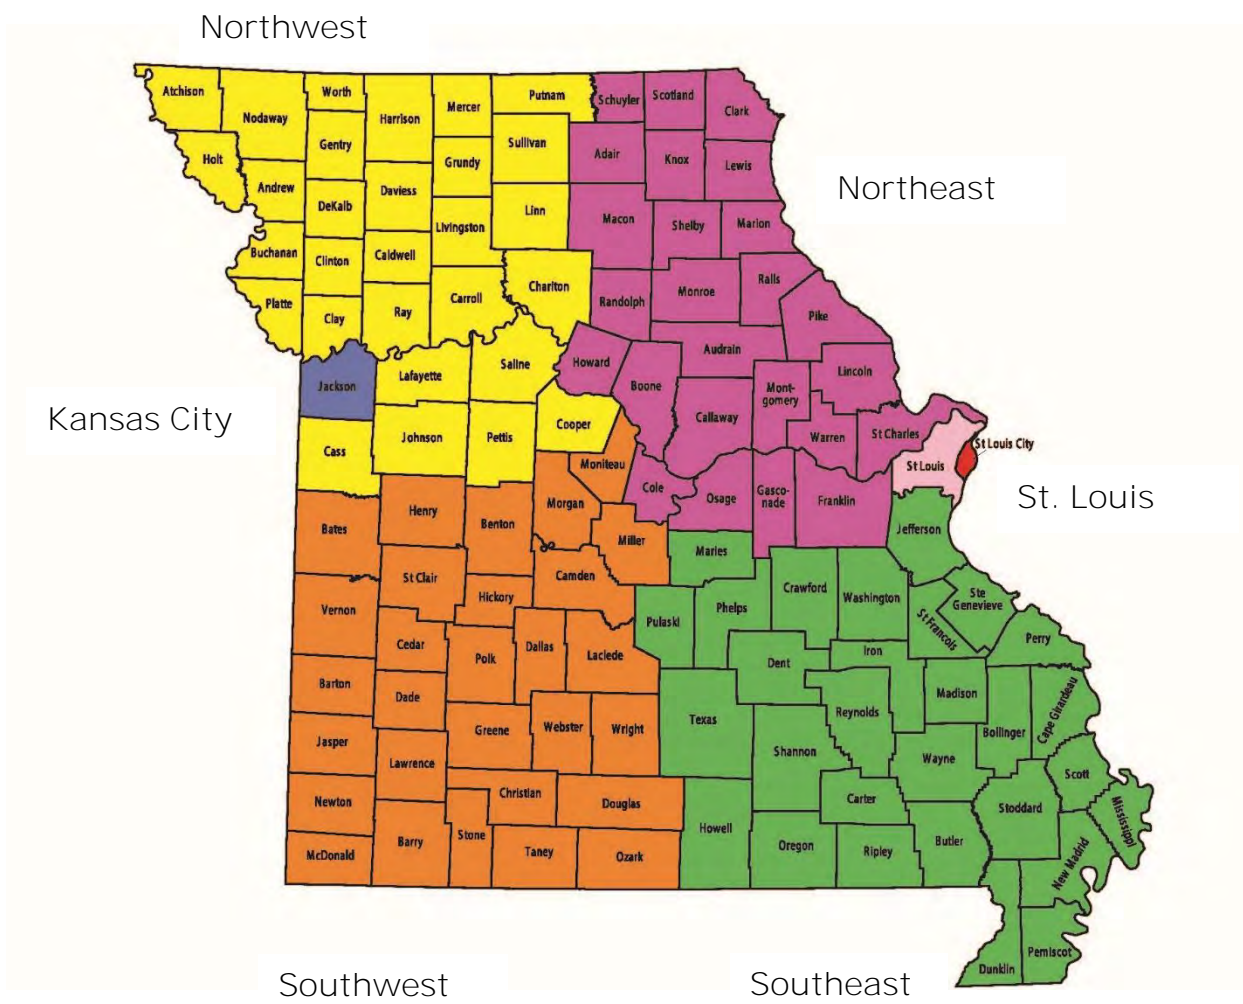 Northwest
Atchison
Nodaway
Worth
Harrison
Mercer
Putnam
Schuyler
Scotland
Clark
Holt
Gentry
Grundy
Sullivan
Adair
Knox
Lewis
Northeast
Andrew
DeKalb
Daviess
Livingston
Linn
Macon
Shelby
Marion
Buchanan
Clinton
Caldwell
Platte
Clay
Ray
Carroll
Chariton
Randolph
Monroe
Ralls
Pike
Jackson
Lafayette
Saline
Howard
Boone
Audrain
Callaway
Mont-
gomery
Lincoln
Kansas City
Cass
Johnson
Pettis
Cooper
Moniteau
Cole
Osage
Gasco-
nade
Warren
St Charles
Franklin
St Louis
St Louis City
St. Louis
Bates
Henry
Benton
Morgan
Miller
Maries
Jefferson
Vernon
St Clair
Hickory
Camden
Pulaski
Phelps
Crawford
Washington
St Francois
Ste
Genevieve
Perry
Cedar
Polk
Dallas
Laclede
Dent
Iron
Barton
Dade
Greene
Webster
Wright
Texas
Shannon
Reynolds
Madison
Bollinger
Cape Girardeau
Jasper
Lawrence
Wayne
Scott
Newton
Christian
Douglas
Howell
Carter
Stoddard
Mississippi
McDonald
Barry
Stone
Taney
Ozark
Oregon
Ripley
Butler
New Madrid
Dunklin
Pemiscot
Southwest
Southeast